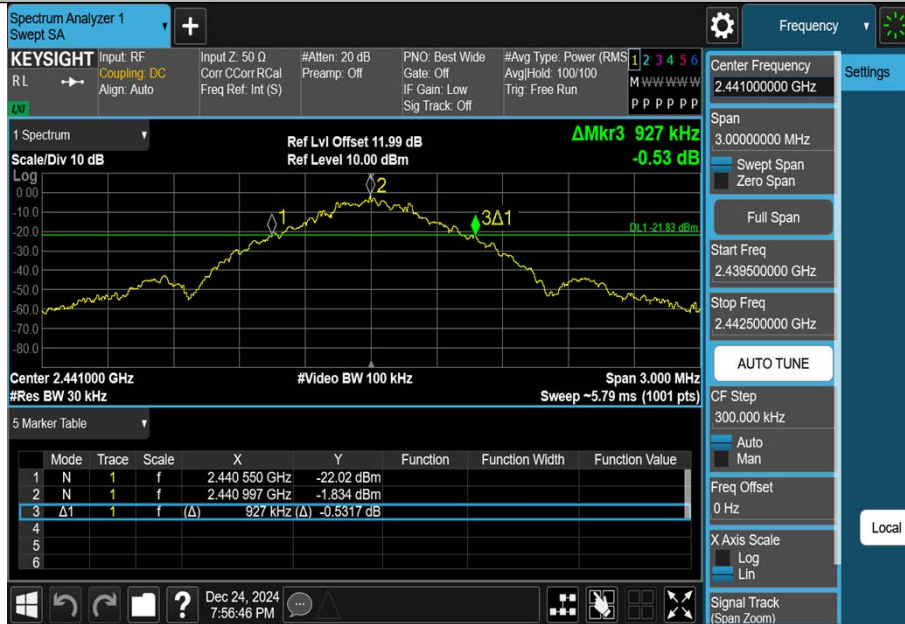 Spectrum Analyzer 1
Swept SA
+
Frequency
KEYSIGHT
R L
LXI
Input: RF
Coupling: DC
Align: Auto
Input Z: 50 Ω
Corr CCorr RCal
Freq Ref: Int (S)
#Atten: 20 dB
Preamp: Off
PNO: Best Wide
Gate: Off
IF Gain: Low
Sig Track: Off
#Avg Type: Power (RMS
Avg|Hold: 100/100
Trig: Free Run
1 2 3 4 5 6
M W W W W W
P P P P P P
1 Spectrum
Scale/Div 10 dB
Ref Lvl Offset 11.99 dB
Ref Level 10.00 dBm
ΔMkr3 927 kHz
-0.53 dB
Log
0.00
-10.0
-20.0
-30.0
-40.0
-50.0
-60.0
-70.0
-80.0
1
2
3Δ1
DL1 -21.83 dBm
Center 2.441000 GHz
#Video BW 100 kHz
Span 3.000 MHz
#Res BW 30 kHz
Sweep ~5.79 ms (1001 pts)
5 Marker Table
Mode Trace Scale X Y Function Function Width Function Value
1 N 1 f 2.440 550 GHz -22.02 dBm
2 N 1 f 2.440 997 GHz -1.834 dBm
3 Δ1 1 f (Δ) 927 kHz (Δ) -0.5317 dB
4
5
6
Dec 24, 2024
7:56:46 PM
?
Center Frequency
2.441000000 GHz
Settings
Span
3.00000000 MHz
Swept Span
Zero Span
Full Span
Start Freq
2.439500000 GHz
Stop Freq
2.442500000 GHz
AUTO TUNE
CF Step
300.000 kHz
Auto
Man
Freq Offset
0 Hz
Local
X Axis Scale
Log
Lin
Signal Track
(Span Zoom)